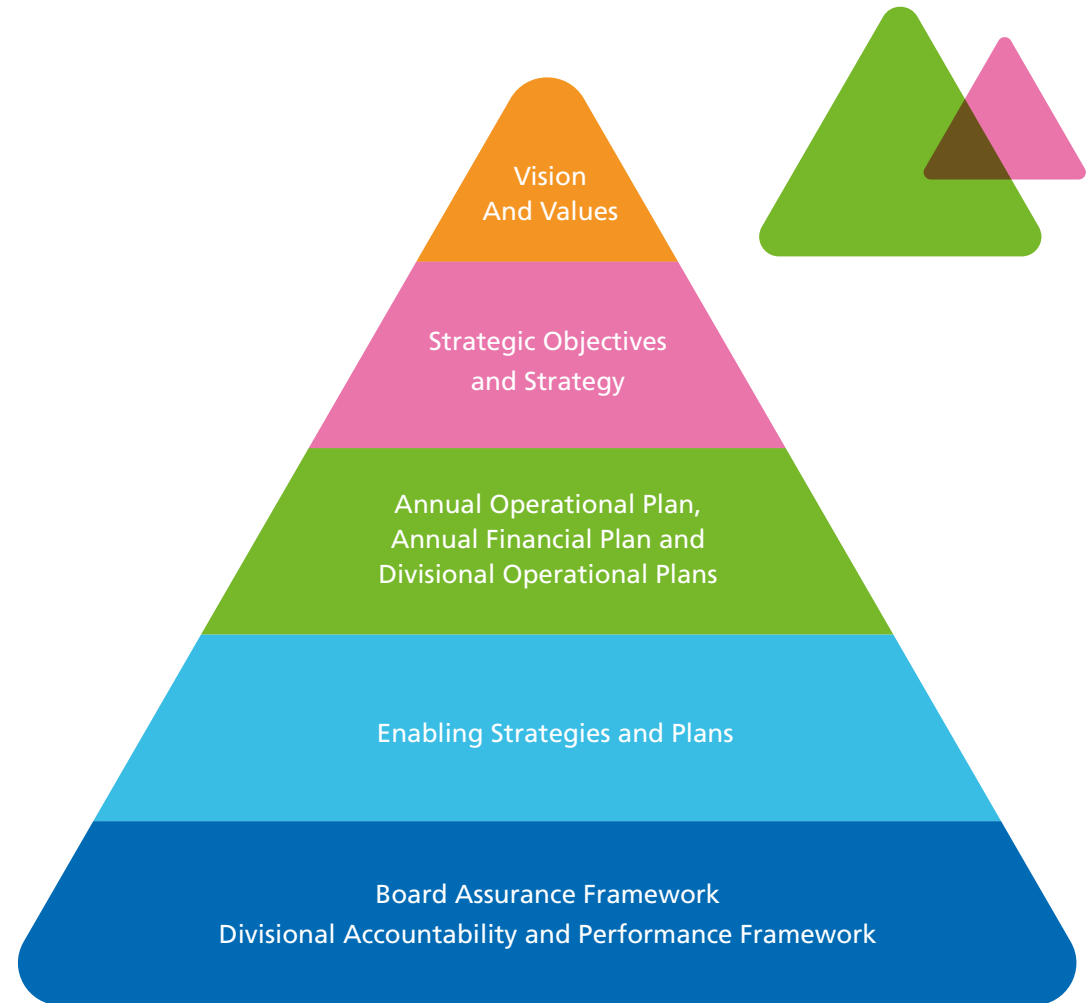 Vision
And Values
Strategic Objectives
and Strategy
Annual Operational Plan,
Annual Financial Plan and
Divisional Operational Plans
Enabling Strategies and Plans
Board Assurance Framework
Divisional Accountability and Performance Framework